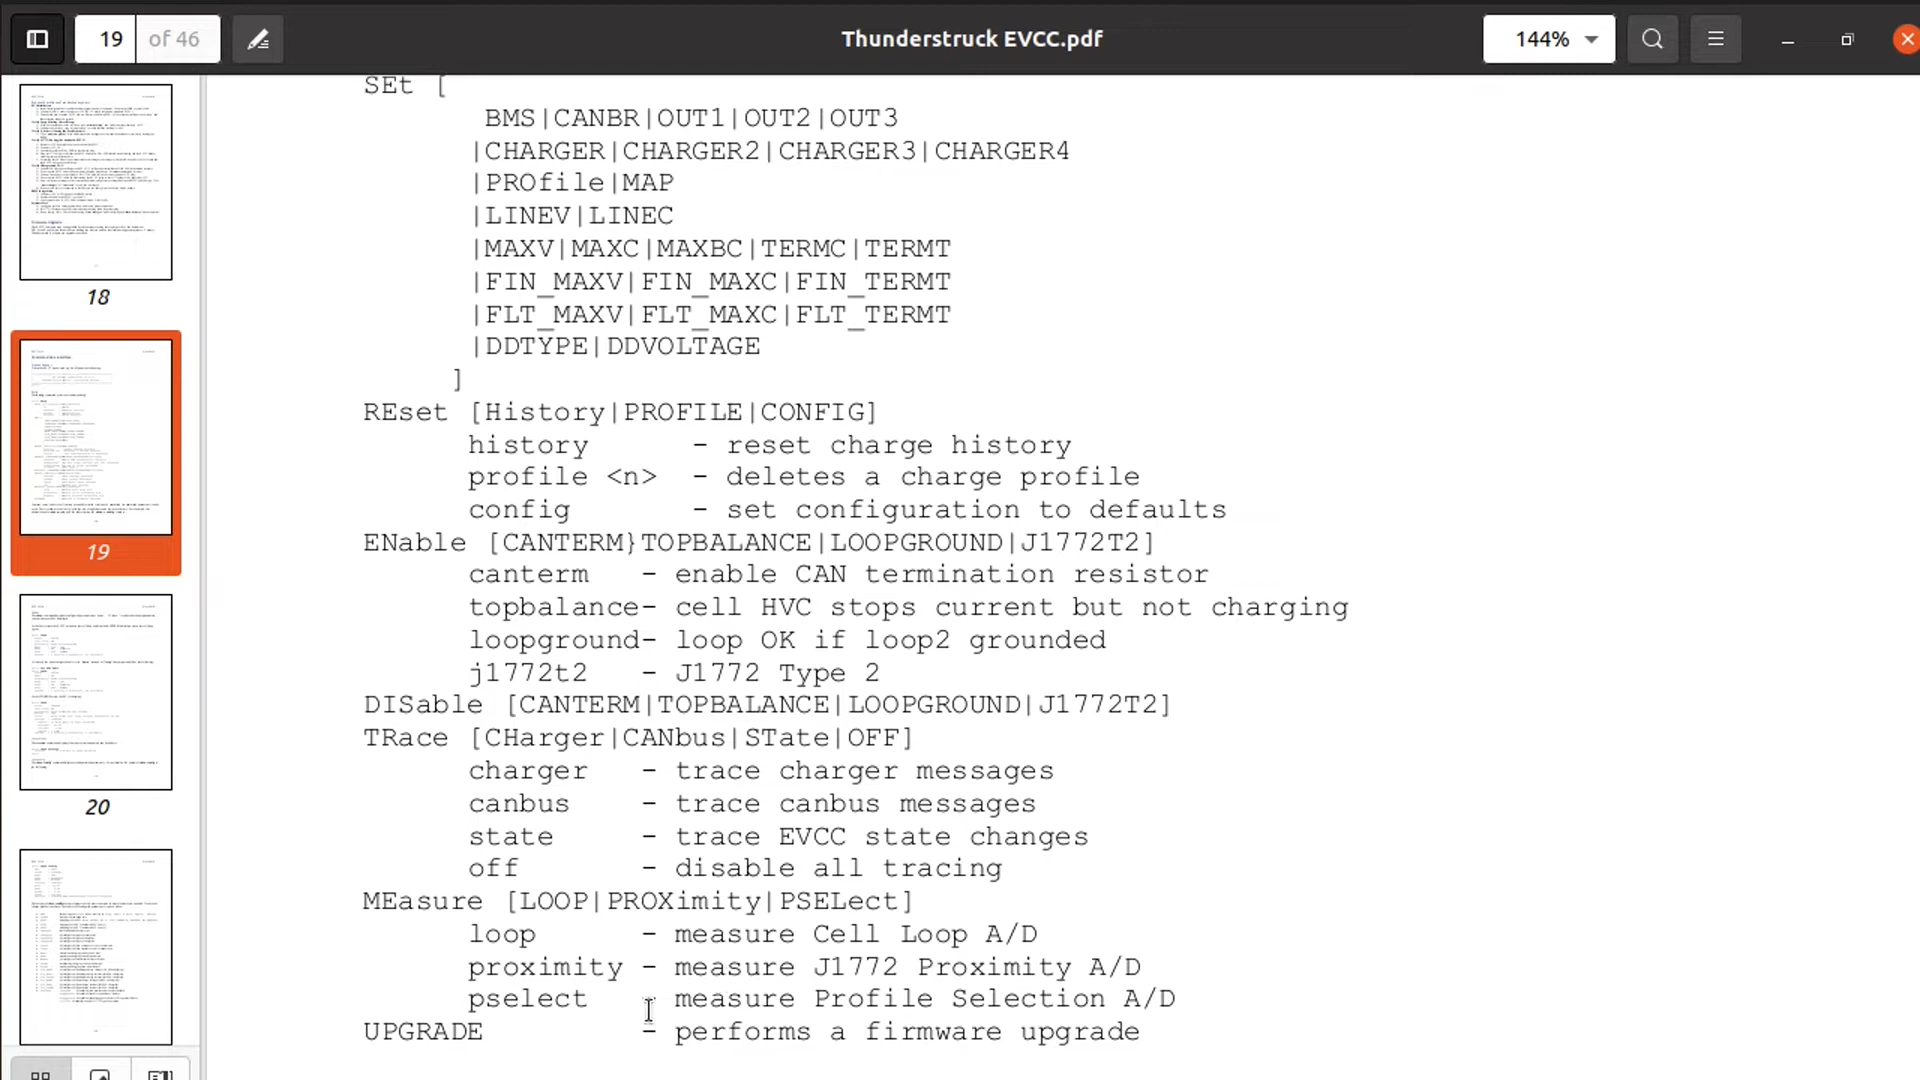 19 of 46
Thunderstruck EVCC.pdf
144%
SEt [
BMS|CANBR|OUT1|OUT2|OUT3
|CHARGER|CHARGER2|CHARGER3|CHARGER4
|PROfile|MAP
|LINEV|LINEC
|MAXV|MAXC|MAXBC|TERMC|TERMT
|FIN_MAXV|FIN_MAXC|FIN_TERMT
|FLT_MAXV|FLT_MAXC|FLT_TERMT
|DDTYPE|DDVOLTAGE
]
REset [History|PROFILE|CONFIG]
history - reset charge history
profile <n> - deletes a charge profile
config - set configuration to defaults
ENable [CANTERM}TOPBALANCE|LOOPGROUND|J1772T2]
canterm - enable CAN termination resistor
topbalance- cell HVC stops current but not charging
loopground- loop OK if loop2 grounded
j1772t2 - J1772 Type 2
DISable [CANTERM|TOPBALANCE|LOOPGROUND|J1772T2]
TRace [CHarger|CANbus|STate|OFF]
charger - trace charger messages
canbus - trace canbus messages
state - trace EVCC state changes
off - disable all tracing
MEasure [LOOP|PROXimity|PSELect]
loop - measure Cell Loop A/D
proximity - measure J1772 Proximity A/D
pselect measure Profile Selection A/D
UPGRADE - performs a firmware upgrade
18
19
20